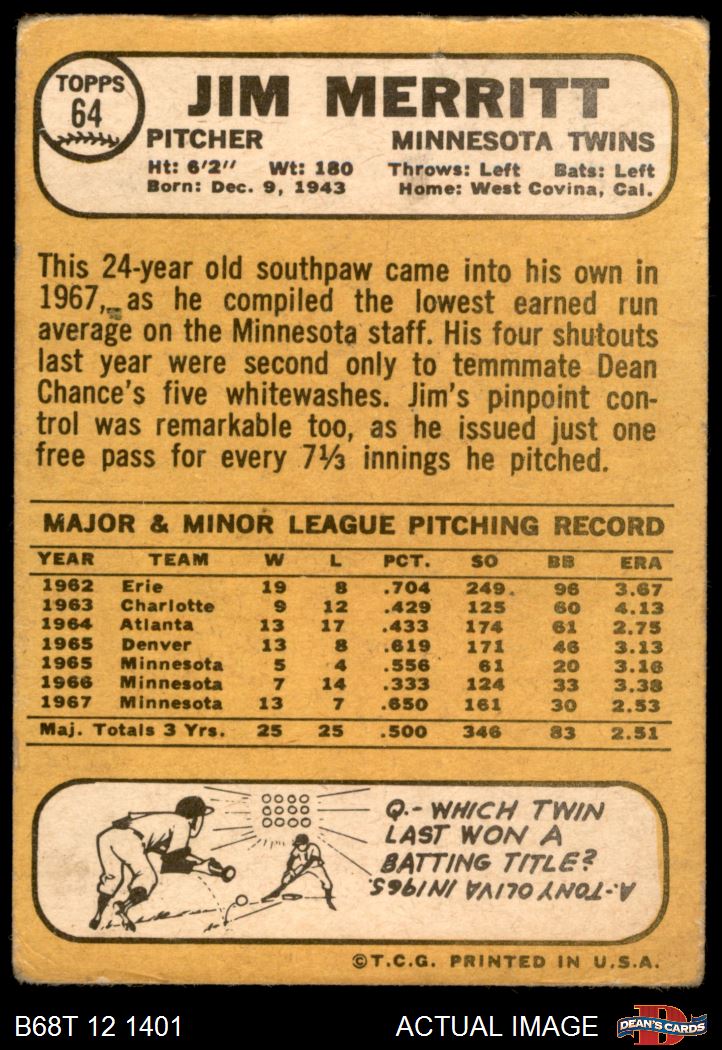 TOPPS
64
JIM MERRITT
PITCHER MINNESOTA TWINS
Ht: 6'2" Wt: 180 Throws: Left Bats: Left
Born: Dec. 9, 1943 Home: West Covina, Cal.
This 24-year old southpaw came into his own in
1967, as he compiled the lowest earned run
average on the Minnesota staff. His four shutouts
last year were second only to temmmate Dean
Chance's five whitewashes. Jim's pinpoint con-
trol was remarkable too, as he issued just one
free pass for every 7⅓ innings he pitched.
MAJOR & MINOR LEAGUE PITCHING RECORD
YEAR TEAM W L PCT. SO BB ERA
1962 Erie 19 8 .704 249 96 3.67
1963 Charlotte 9 12 .429 125 60 4.13
1964 Atlanta 13 17 .433 174 61 2.75
1965 Denver 13 8 .619 171 46 3.13
1965 Minnesota 5 4 .556 61 20 3.16
1966 Minnesota 7 14 .333 124 33 3.38
1967 Minnesota 13 7 .650 161 30 2.53
Maj. Totals 3 Yrs. 25 25 .500 346 83 2.51
Q.- WHICH TWIN
LAST WON A
BATTING TITLE?
A.-TONY OLIVA IN 1965
©T.C.G. PRINTED IN U.S.A.
B68T 12 1401 ACTUAL IMAGE D DEAN'S CARDS